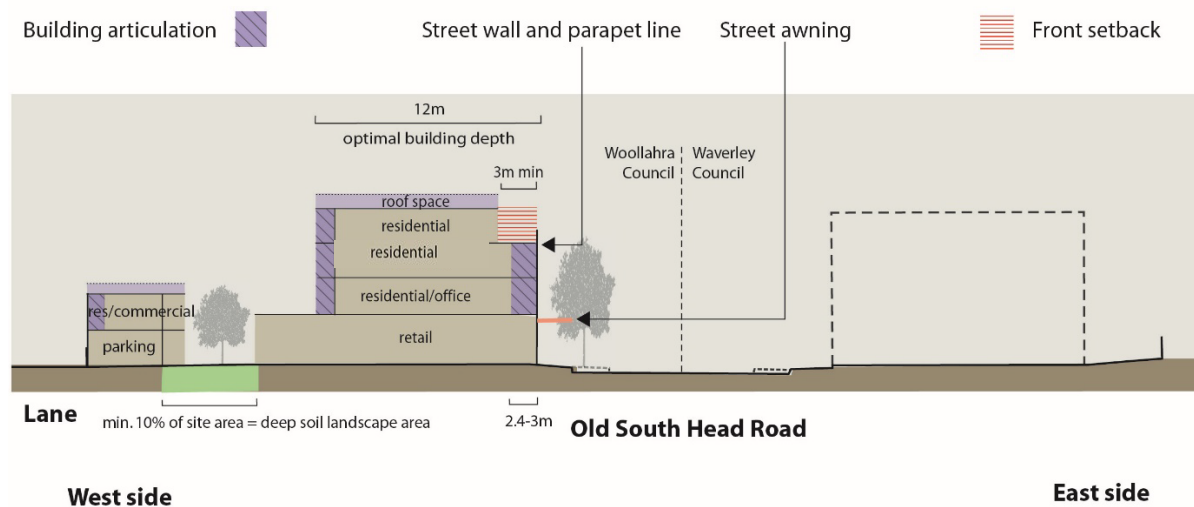 Building articulation
Street wall and parapet line
Street awning
Front setback
12m
optimal building depth
3m min
Woollahra
Council
Waverley
Council
roof space
residential
residential
residential/office
res/commercial
parking
retail
Lane
min. 10% of site area = deep soil landscape area
2.4-3m
Old South Head Road
West side
East side